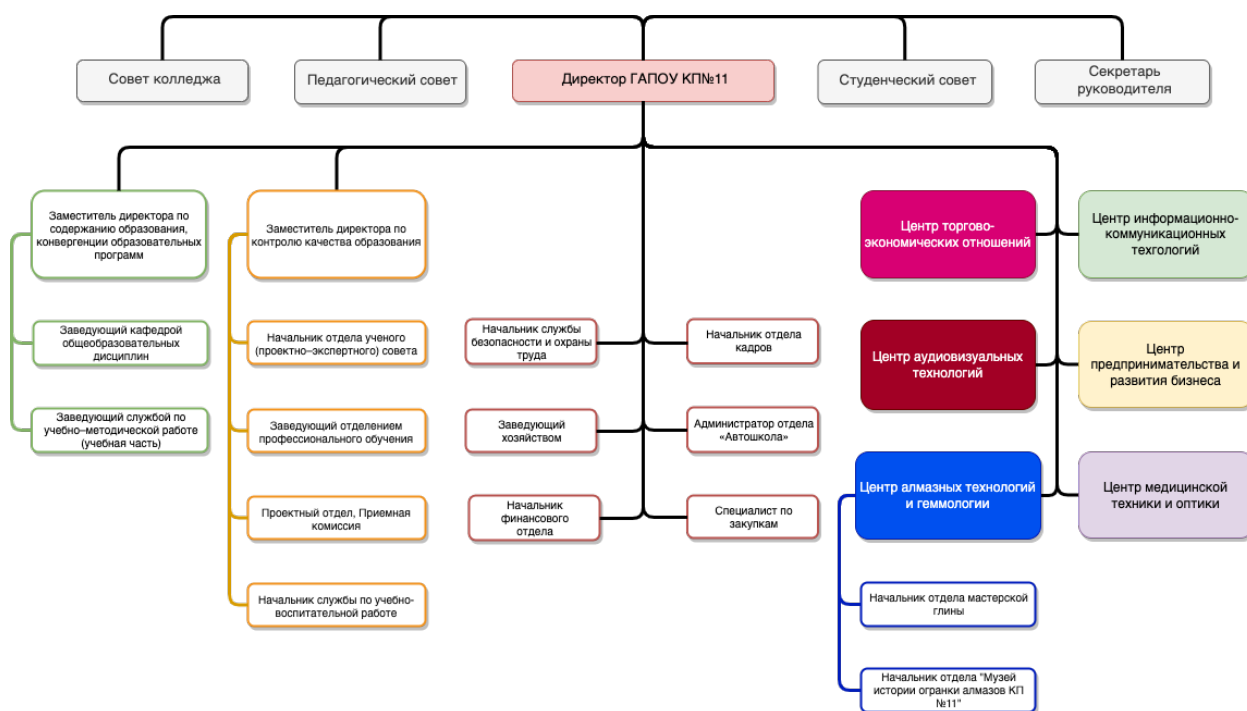 Совет колледжа
Педагогический совет
Директор ГАПОУ КП№11
Студенческий совет
Секретарь
руководителя
Заместитель директора по
содержанию образования,
конвергенции образовательных
программ
Заместитель директора по
контролю качества образования
Центр торгово-
экономических отношений
Центр информационно-
коммуникационных
техгологий
Заведующий кафедрой
общеобразовательных
дисциплин
Начальник отдела ученого
(проектно–экспертного) совета
Начальник службы
безопасности и охраны
труда
Начальник отдела
кадров
Центр аудиовизуальных
технологий
Центр
предпринимательства и
развития бизнеса
Заведующий службой по
учебно–методической работе
(учебная часть)
Заведующий отделением
профессионального обучения
Заведующий
хозяйством
Администратор отдела
«Автошкола»
Центр алмазных технологий
и геммологии
Центр медицинской
техники и оптики
Проектный отдел, Приемная
комиссия
Начальник
финансового
отдела
Специалист по
закупкам
Начальник службы по учебно-
воспитательной работе
Начальник отдела мастерской
глины
Начальник отдела "Музей
истории огранки алмазов КП
№11"